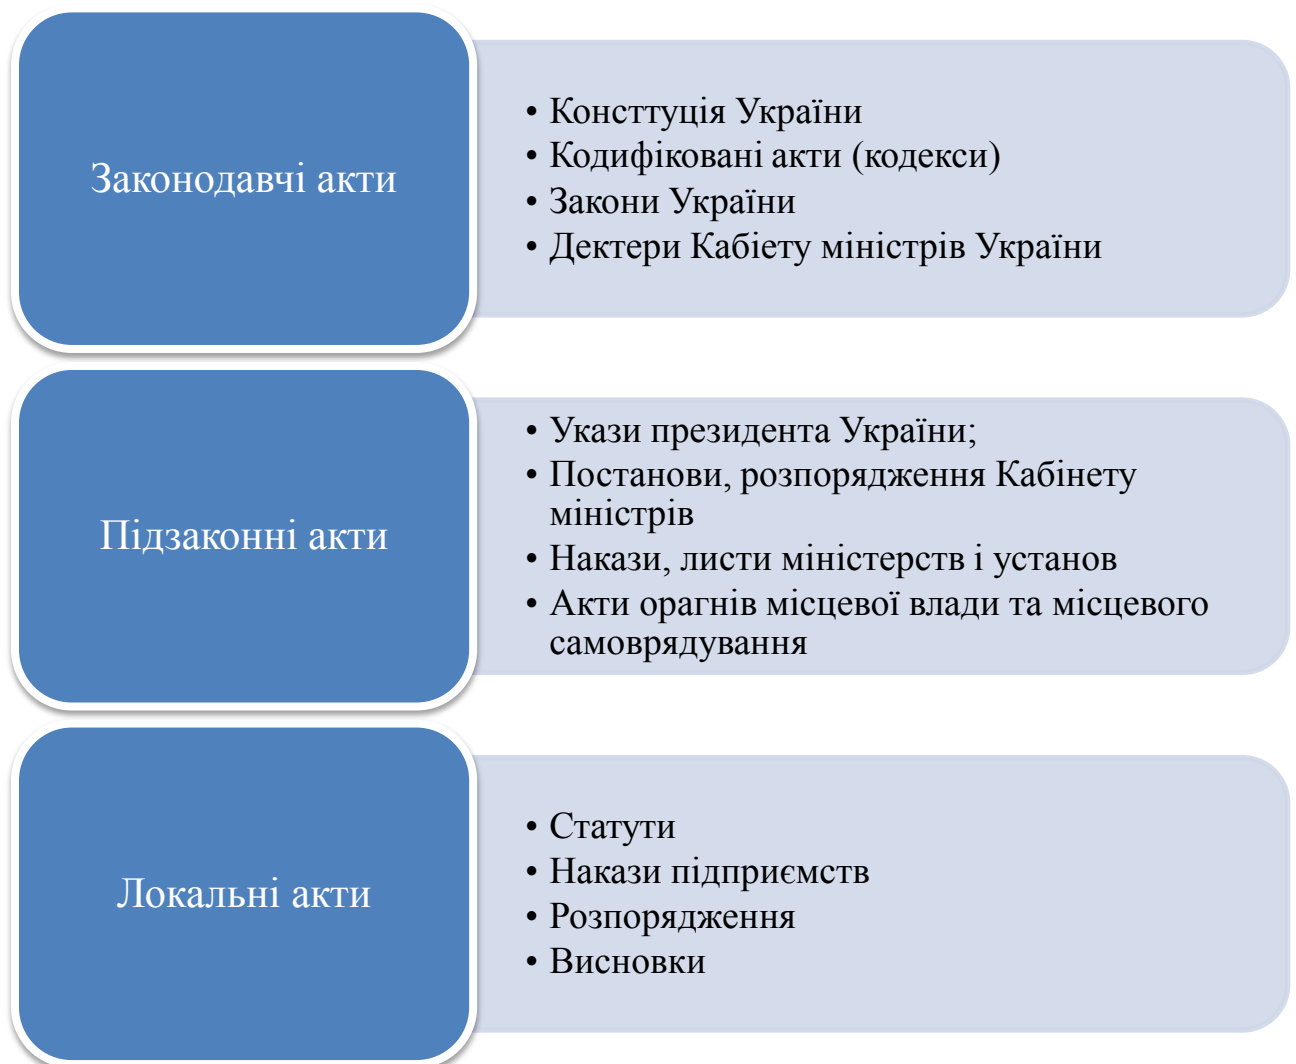 Законодавчі акти
• Консттуція України
• Кодифіковані акти (кодекси)
• Закони України
• Дектери Кабіету міністрів України
Підзаконні акти
• Укази президента України;
• Постанови, розпорядження Кабінету
міністрів
• Накази, листи міністерств і установ
• Акти орагнів місцевої влади та місцевого
самоврядування
Локальні акти
• Статути
• Накази підприємств
• Розпорядження
• Висновки